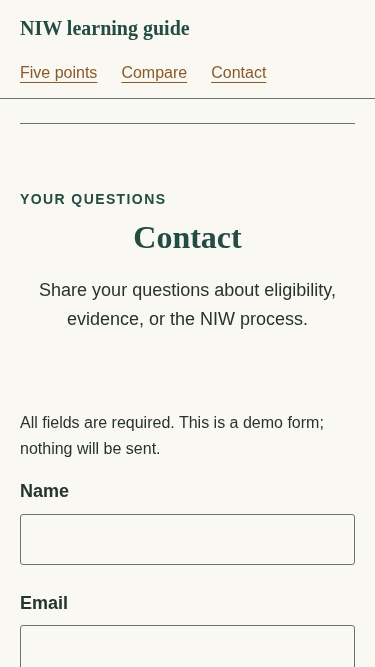 NIW learning guide
Five points Compare Contact
YOUR QUESTIONS
Contact
Share your questions about eligibility,
evidence, or the NIW process.
All fields are required. This is a demo form;
nothing will be sent.
Name
Email